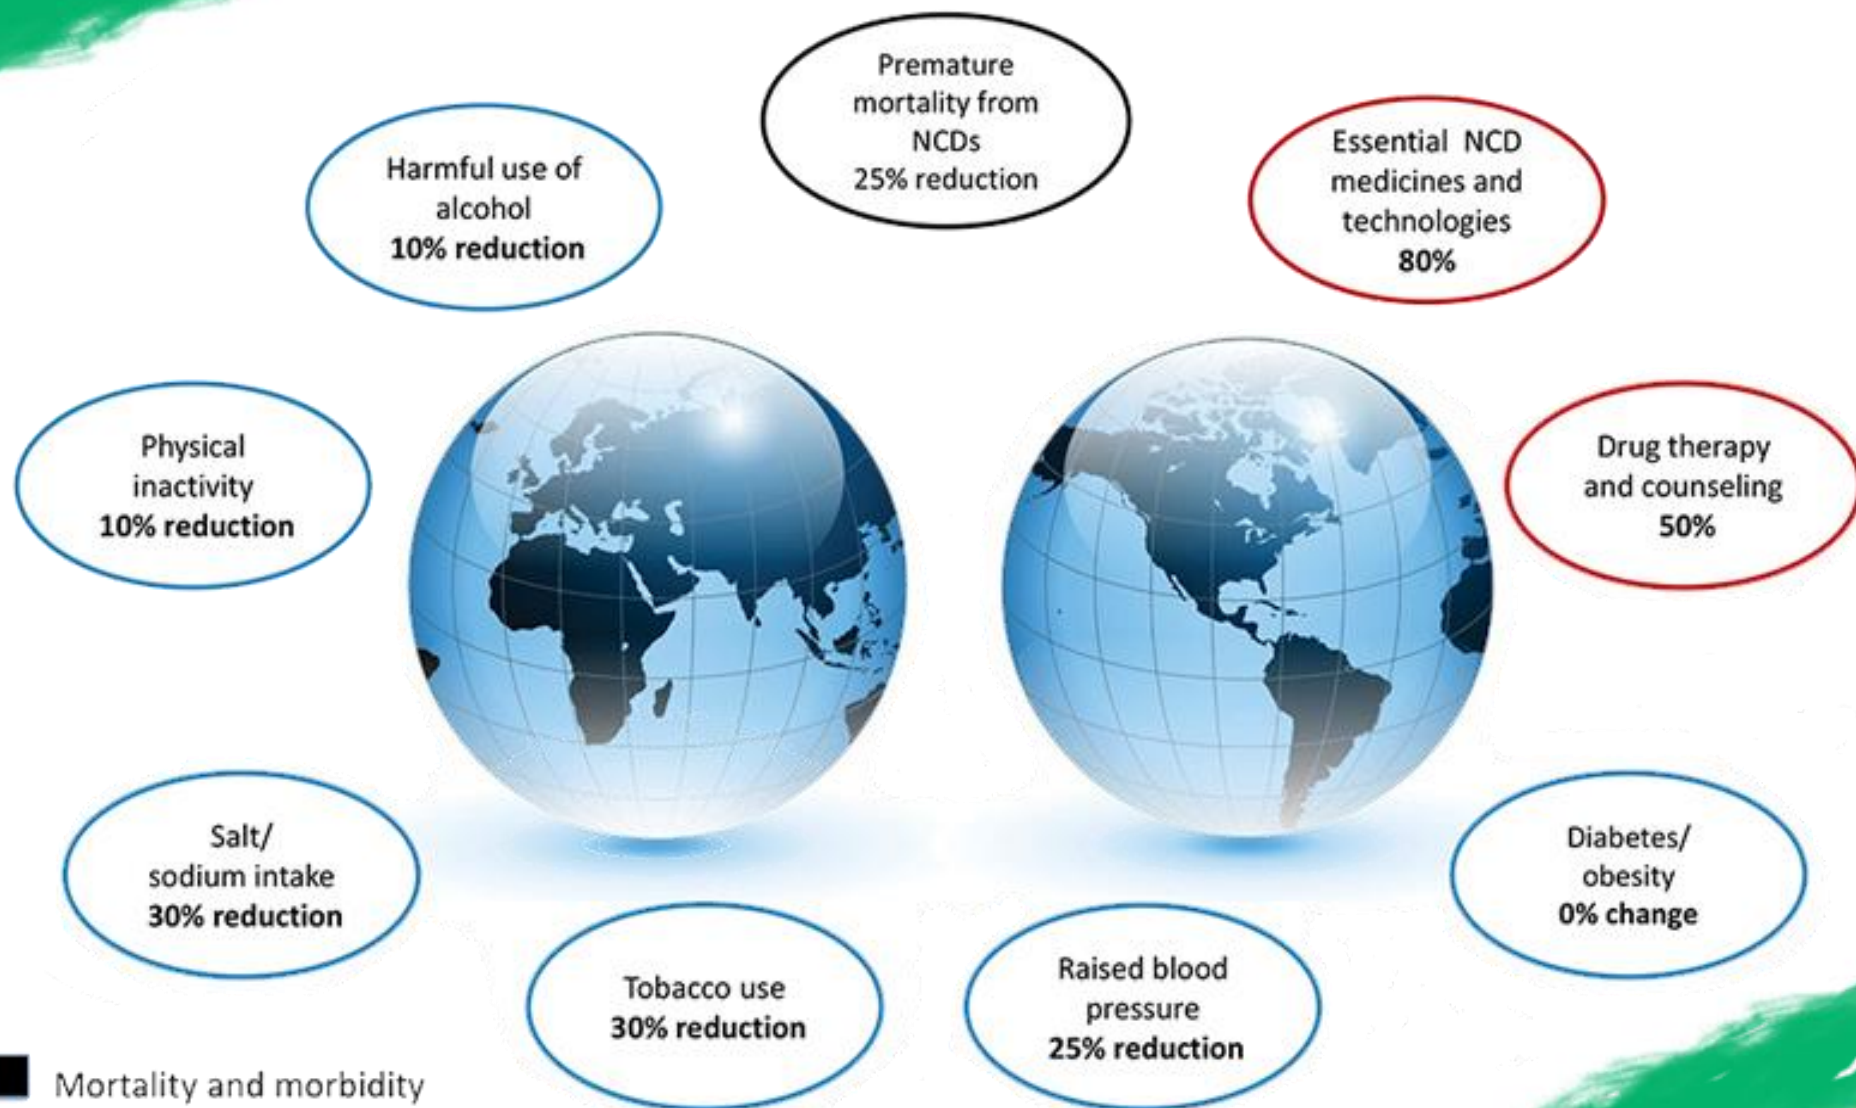 Premature
mortality from
NCDs
25% reduction
Harmful use of
alcohol
10% reduction
Essential NCD
medicines and
technologies
80%
Physical
inactivity
10% reduction
Drug therapy
and counseling
50%
Salt/
sodium intake
30% reduction
Diabetes/
obesity
0% change
Tobacco use
30% reduction
Raised blood
pressure
25% reduction
Mortality and morbidity